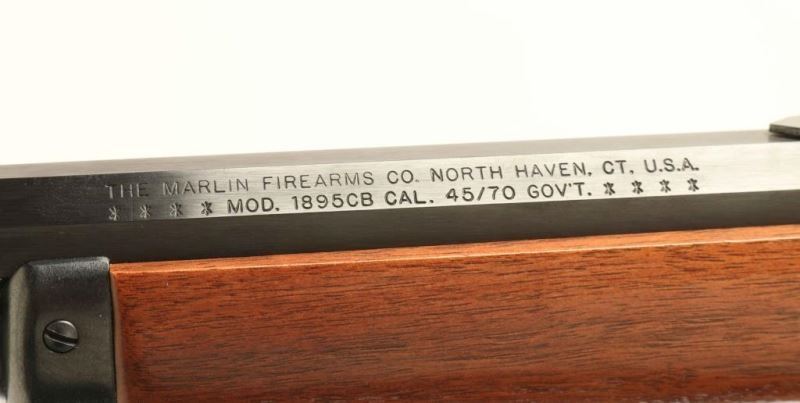 THE MARLIN FIREARMS CO. NORTH HAVEN, CT. U.S.A.
* * * * MOD. 1895CB CAL. 45/70 GOV'T. * * * *